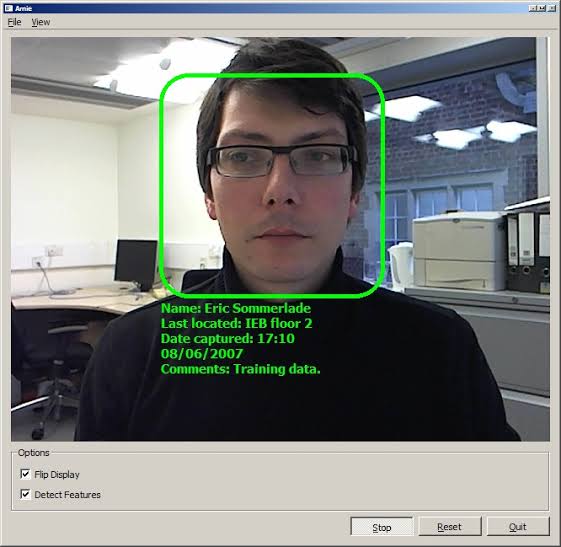 Arnie
File View
Name: Eric Sommerlade
Last located: IEB floor 2
Date captured: 17:10
08/06/2007
Comments: Training data.
Options
Flip Display
Detect Features
Stop Reset Quit